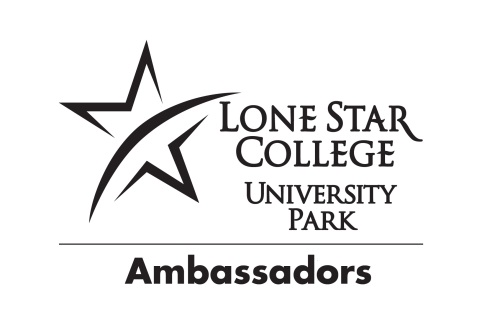 LONE STAR
COLLEGE
UNIVERSITY
PARK
Ambassadors